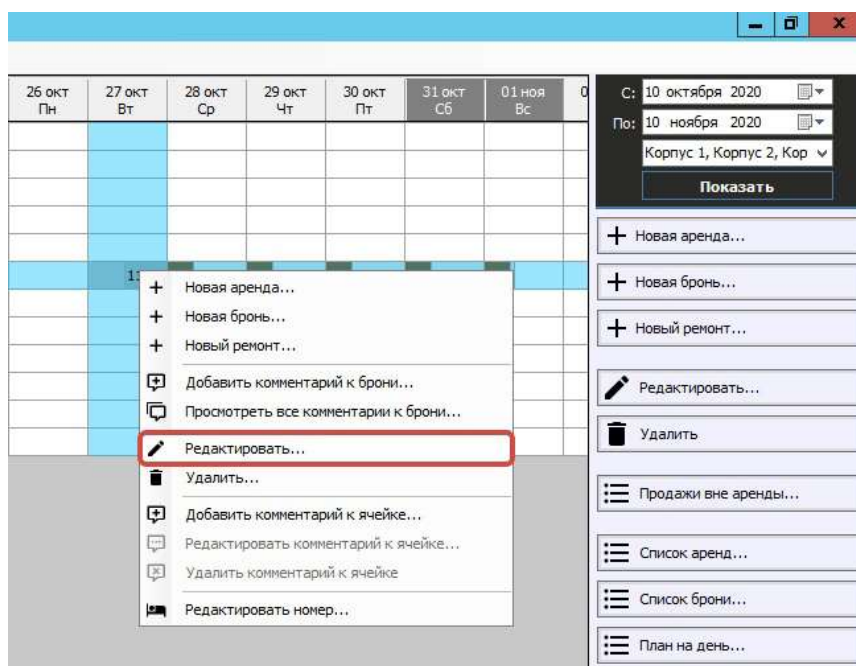 26 окт 27 окт 28 окт 29 окт 30 окт 31 окт 01 ноя 0
Пн Вт Ср Чт Пт Сб Вс
С: 10 октября 2020
По: 10 ноября 2020
Корпус 1, Корпус 2, Кор
Показать
Новая аренда...
Новая бронь...
Новый ремонт...
Редактировать...
Удалить
Продажи вне аренды...
Список аренд...
Список брони...
План на день...
11
Новая аренда...
Новая бронь...
Новый ремонт...
Добавить комментарий к брони...
Просмотреть все комментарии к брони...
Редактировать...
Удалить...
Добавить комментарий к ячейке...
Редактировать комментарий к ячейке...
Удалить комментарий к ячейке
Редактировать номер...